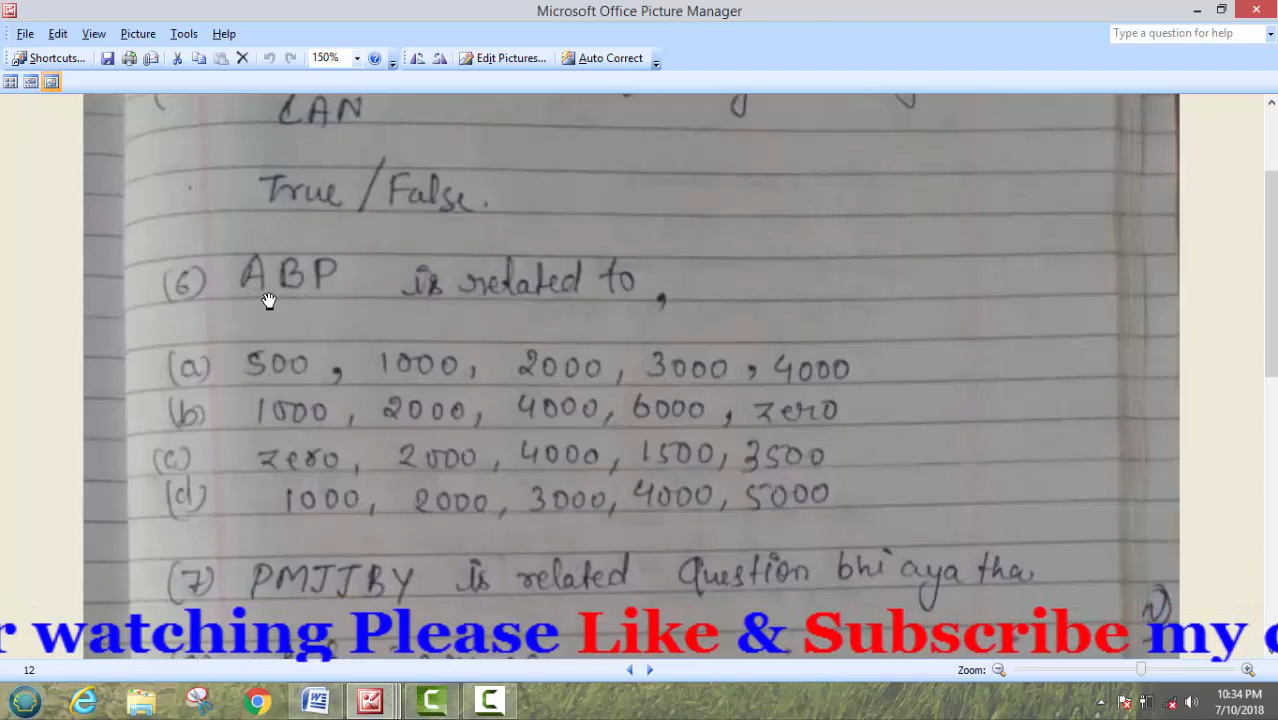 Microsoft Office Picture Manager
File Edit View Picture Tools Help
Type a question for help
Shortcuts... 150% Edit Pictures... Auto Correct
LAN
True / False.
(6) ABP is related to,
(a) 500, 1000, 2000, 3000, 4000
(b) 1000, 2000, 4000, 6000, zero
(c) zero, 2000, 4000, 1500, 3500
(d) 1000, 2000, 3000, 4000, 5000
(7) PMJJBY is related Question bhi aya tha
r watching Please Like & Subscribe my c
12 Zoom:
10:34 PM
7/10/2018